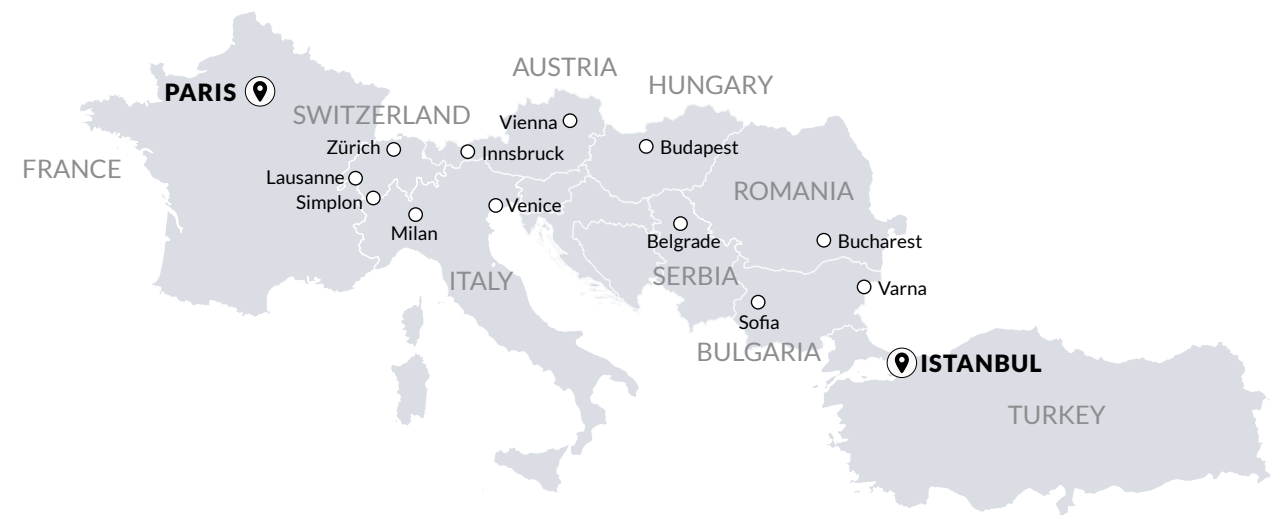 AUSTRIA
HUNGARY
PARIS
SWITZERLAND
Vienna
Zürich
Innsbruck
Budapest
FRANCE
Lausanne
ROMANIA
Simplon
Venice
Milan
Belgrade
Bucharest
ITALY
SERBIA
Varna
Sofia
BULGARIA
ISTANBUL
TURKEY